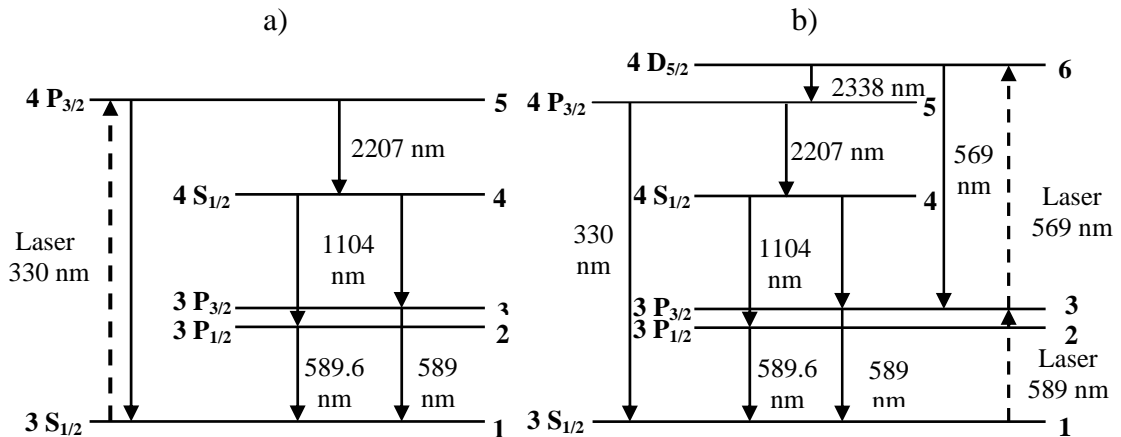 a)
4 P3/2
5
2207 nm
4 S1/2
4
Laser
330 nm
1104
nm
3 P3/2
3
3 P1/2
2
589.6
nm
589
nm
3 S1/2
1
b)
4 D5/2
6
2338 nm
4 P3/2
5
2207 nm
569
nm
4 S1/2
4
Laser
569 nm
330
nm
1104
nm
3 P3/2
3
3 P1/2
2
589.6
nm
589
nm
Laser
589 nm
3 S1/2
1